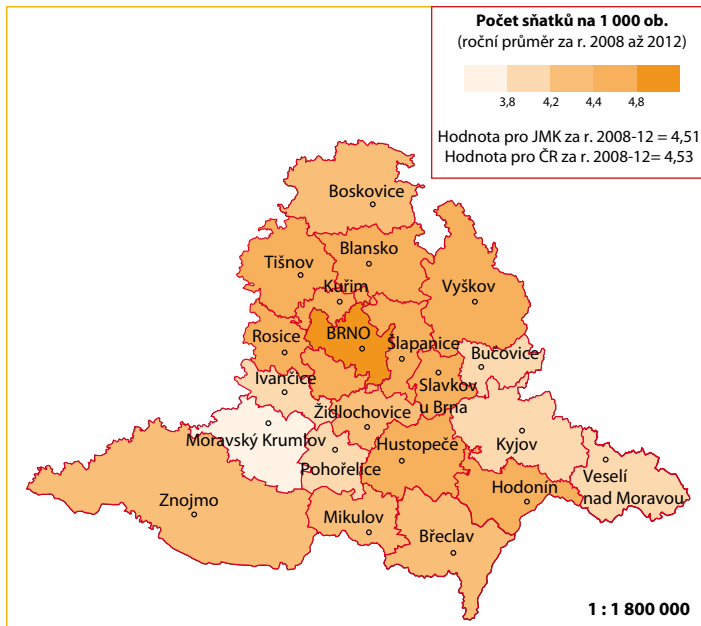 Počet sňatků na 1 000 ob.
(roční průměr za r. 2008 až 2012)
3,8 4,2 4,4 4,8
Hodnota pro JMK za r. 2008-12 = 4,51
Hodnota pro ČR za r. 2008-12= 4,53
Boskovice
Blansko
Tišnov
Kuřim
Vyškov
BRNO
Rosice
Šlapanice
Bučovice
Ivančice
Slavkov
u Brna
Židlochovice
Moravský Krumlov
Hustopeče
Kyjov
Pohořelice
Veselí
nad Moravou
Hodonín
Znojmo
Mikulov
Břeclav
1 : 1 800 000